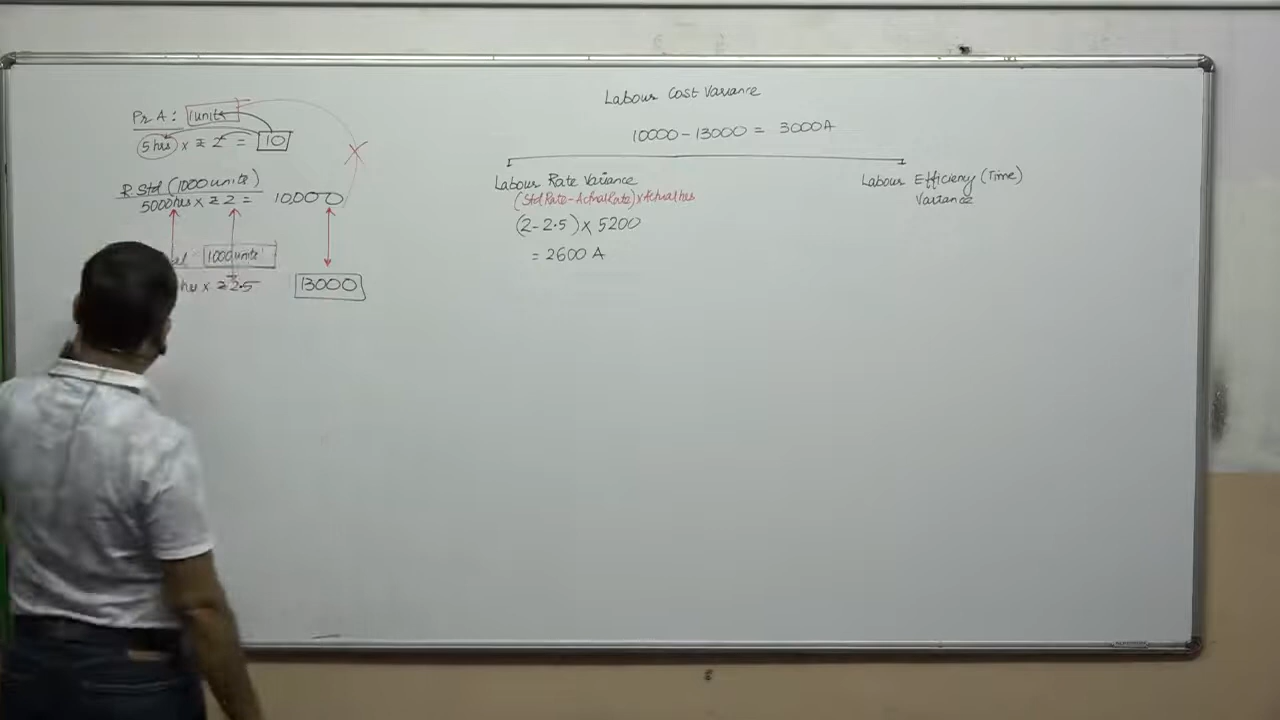 Pr A : 1 units
5 hrs x ₹ 2 = 10
R. Std (1000 units)
5000 hrs x ₹ 2 = 10,000
1000 units
hrs x ₹ 2.5
13000
Labour Cost Variance
10000 - 13000 = 3000 A
Labour Rate Variance
(Std Rate - Actual Rate) x Actual hrs
(2 - 2.5) x 5200
= 2600 A
Labour Efficiency (Time)
Variance